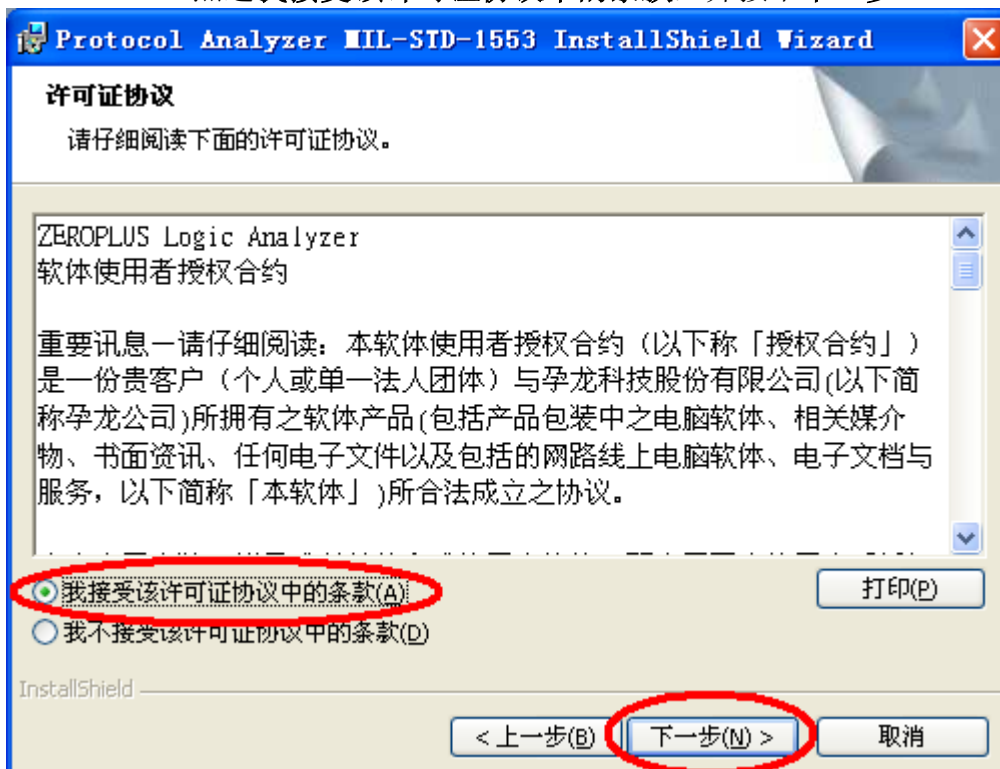 Protocol Analyzer MIL-STD-1553 InstallShield Wizard
许可证协议
请仔细阅读下面的许可证协议。
ZEROPLUS Logic Analyzer
软体使用者授权合约
重要讯息－请仔细阅读：本软体使用者授权合约（以下称「授权合约」）
是一份贵客户（个人或单一法人团体）与孕龙科技股份有限公司(以下简
称孕龙公司)所拥有之软体产品(包括产品包装中之电脑软体、相关媒介
物、书面资讯、任何电子文件以及包括的网路线上电脑软体、电子文档与
服务，以下简称「本软体」)所合法成立之协议。
我接受该许可证协议中的条款(A)
打印(P)
我不接受该许可证协议中的条款(D)
InstallShield
< 上一步(B)
下一步(N) >
取消